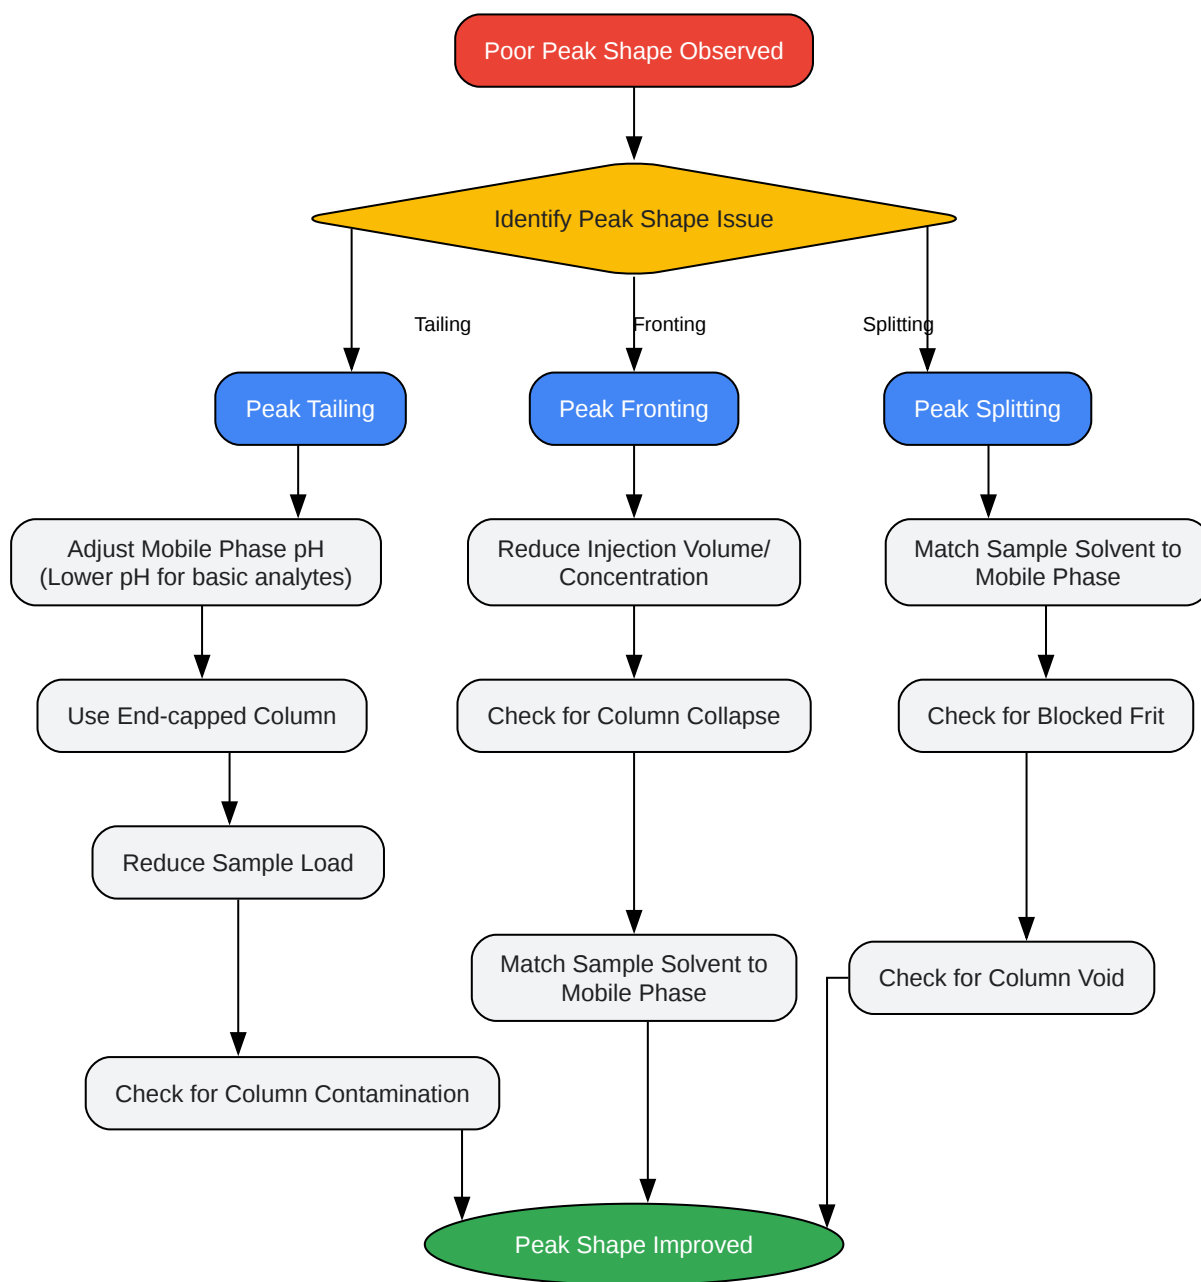 Poor Peak Shape Observed
Identify Peak Shape Issue
Tailing
Fronting
Splitting
Peak Tailing
Peak Fronting
Peak Splitting
Adjust Mobile Phase pH
(Lower pH for basic analytes)
Reduce Injection Volume/
Concentration
Match Sample Solvent to
Mobile Phase
Use End-capped Column
Check for Column Collapse
Check for Blocked Frit
Reduce Sample Load
Match Sample Solvent to
Mobile Phase
Check for Column Void
Check for Column Contamination
Peak Shape Improved